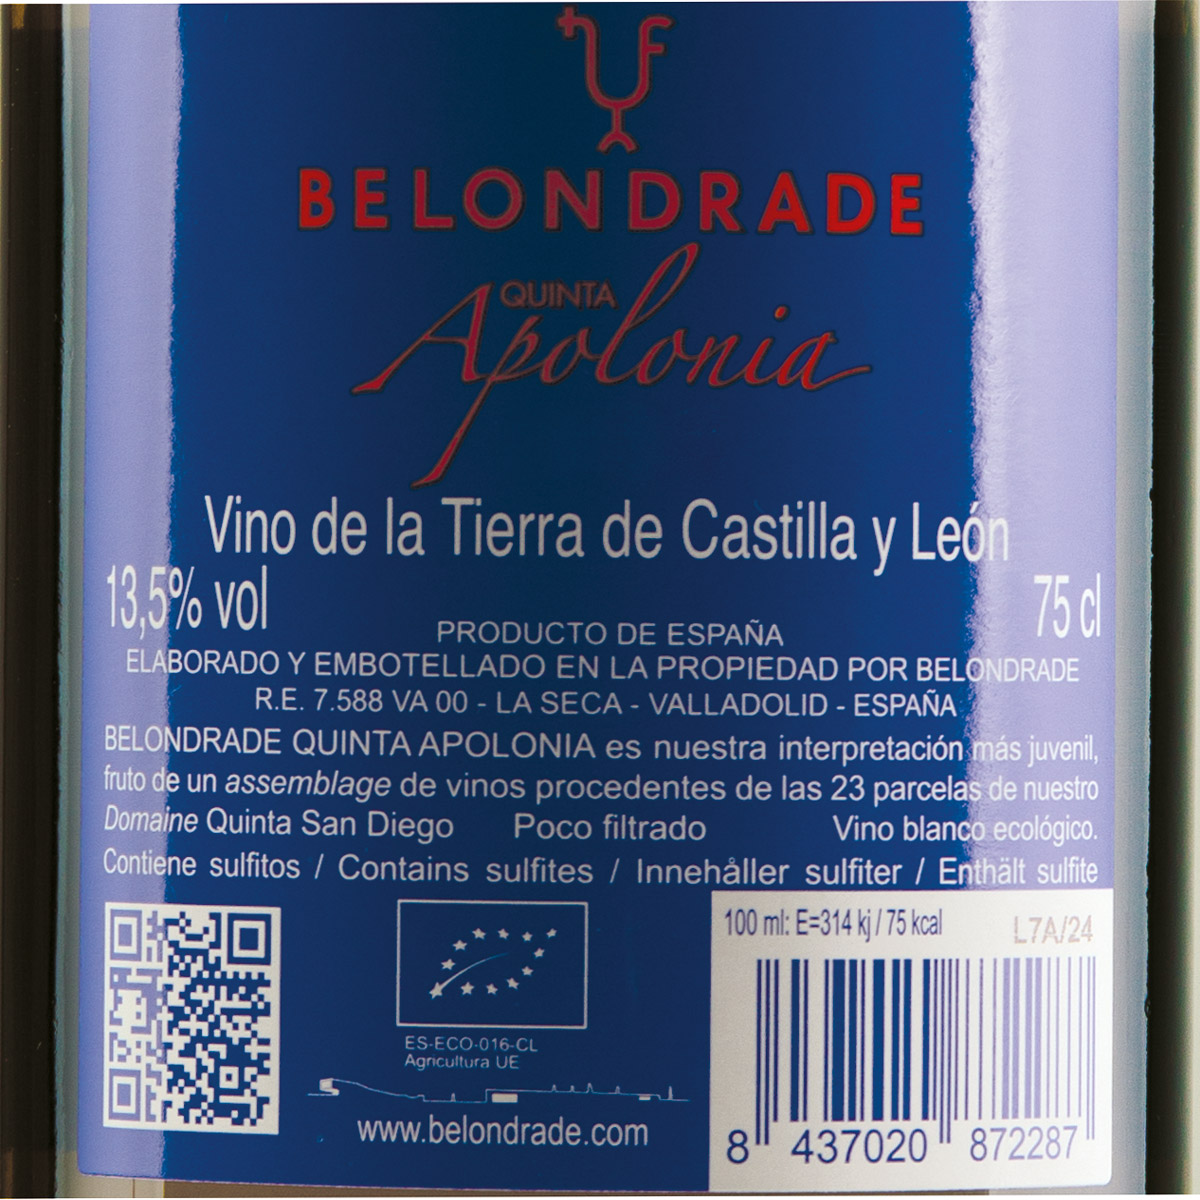 BELONDRADE
QUINTA
Apolonia
Vino de la Tierra de Castilla y León
13,5% vol 75 cl
PRODUCTO DE ESPAÑA
ELABORADO Y EMBOTELLADO EN LA PROPIEDAD POR BELONDRADE
R.E. 7.588 VA 00 - LA SECA - VALLADOLID - ESPAÑA
BELONDRADE QUINTA APOLONIA es nuestra interpretación más juvenil,
fruto de un assemblage de vinos procedentes de las 23 parcelas de nuestro
Domaine Quinta San Diego Poco filtrado Vino blanco ecológico.
Contiene sulfitos / Contains sulfites / Innehåller sulfiter / Enthält sulfite
100 ml: E=314 kj / 75 kcal L7A/24
ES-ECO-016-CL
Agricultura UE
www.belondrade.com
8 437020 872287